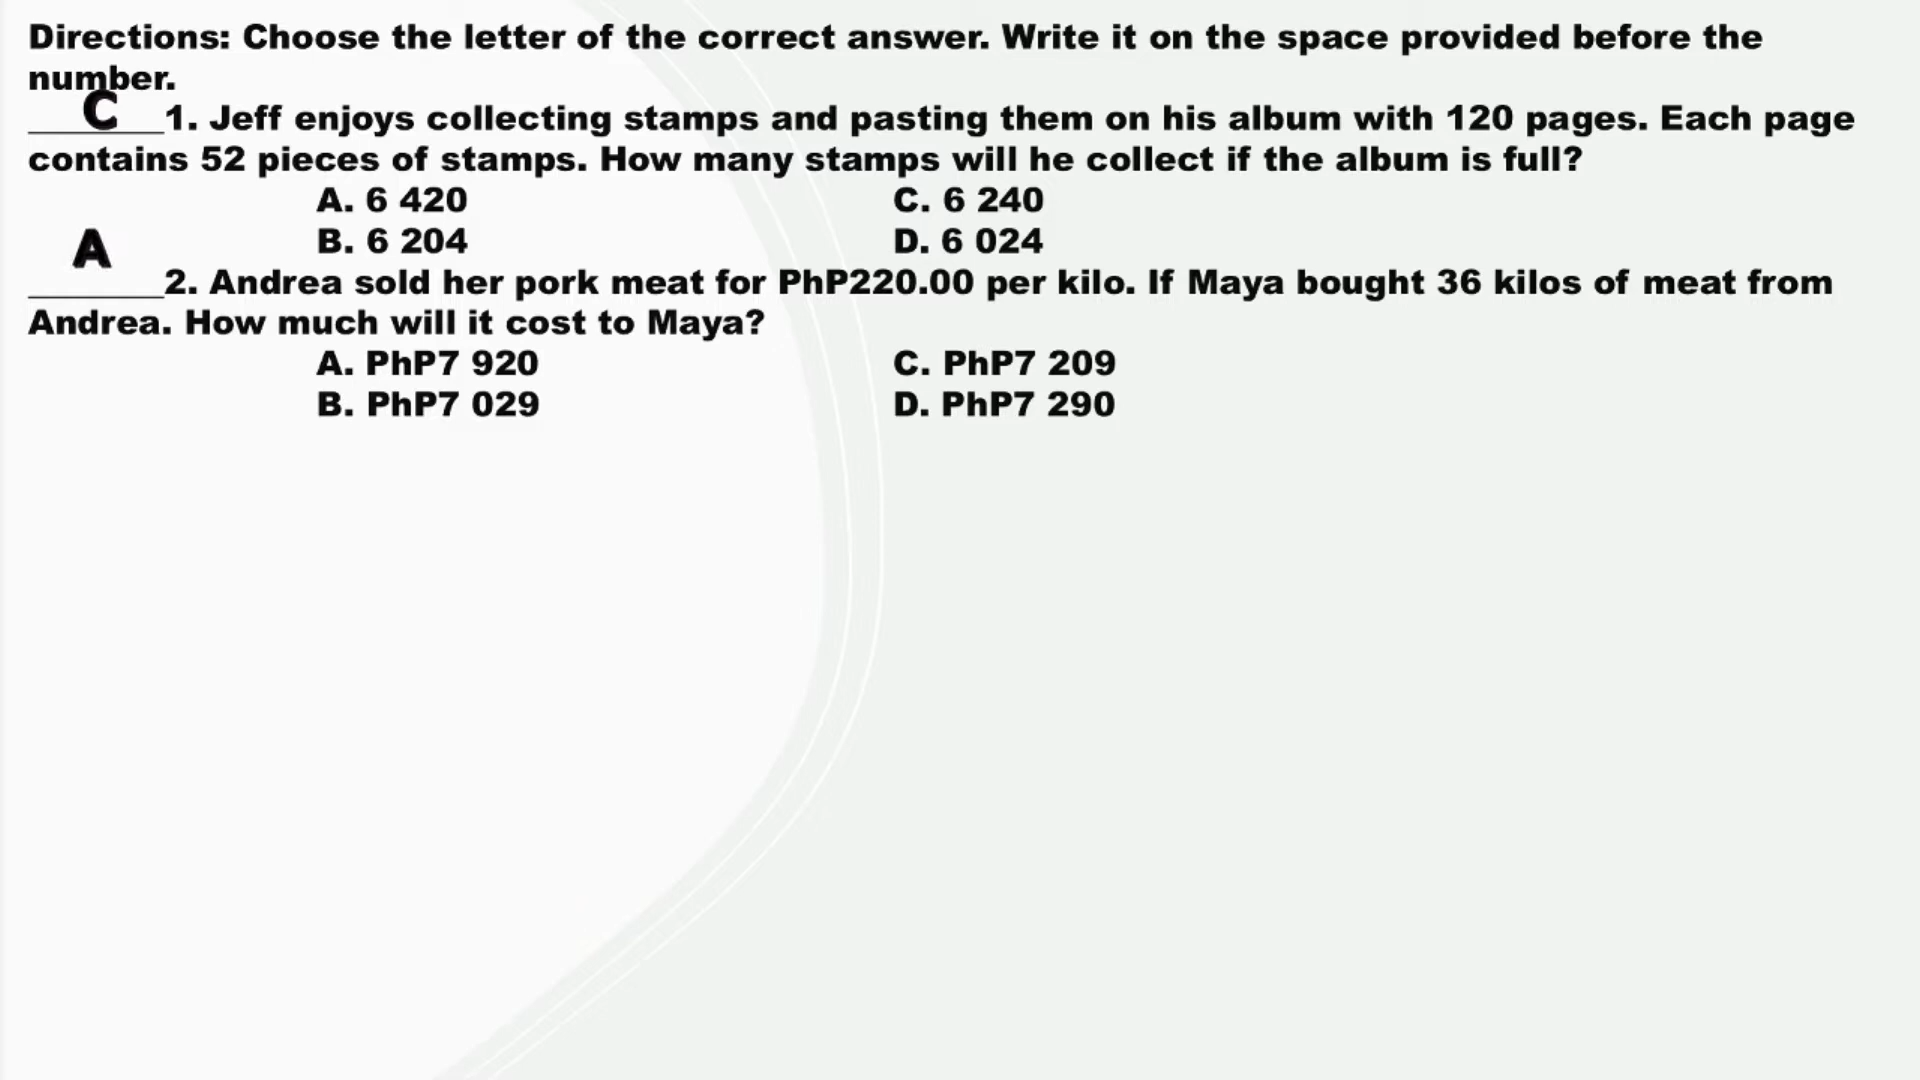 Directions: Choose the letter of the correct answer. Write it on the space provided before the
number.
___C___1. Jeff enjoys collecting stamps and pasting them on his album with 120 pages. Each page
contains 52 pieces of stamps. How many stamps will he collect if the album is full?
A. 6 420 C. 6 240
B. 6 204 D. 6 024
___A___2. Andrea sold her pork meat for PhP220.00 per kilo. If Maya bought 36 kilos of meat from
Andrea. How much will it cost to Maya?
A. PhP7 920 C. PhP7 209
B. PhP7 029 D. PhP7 290